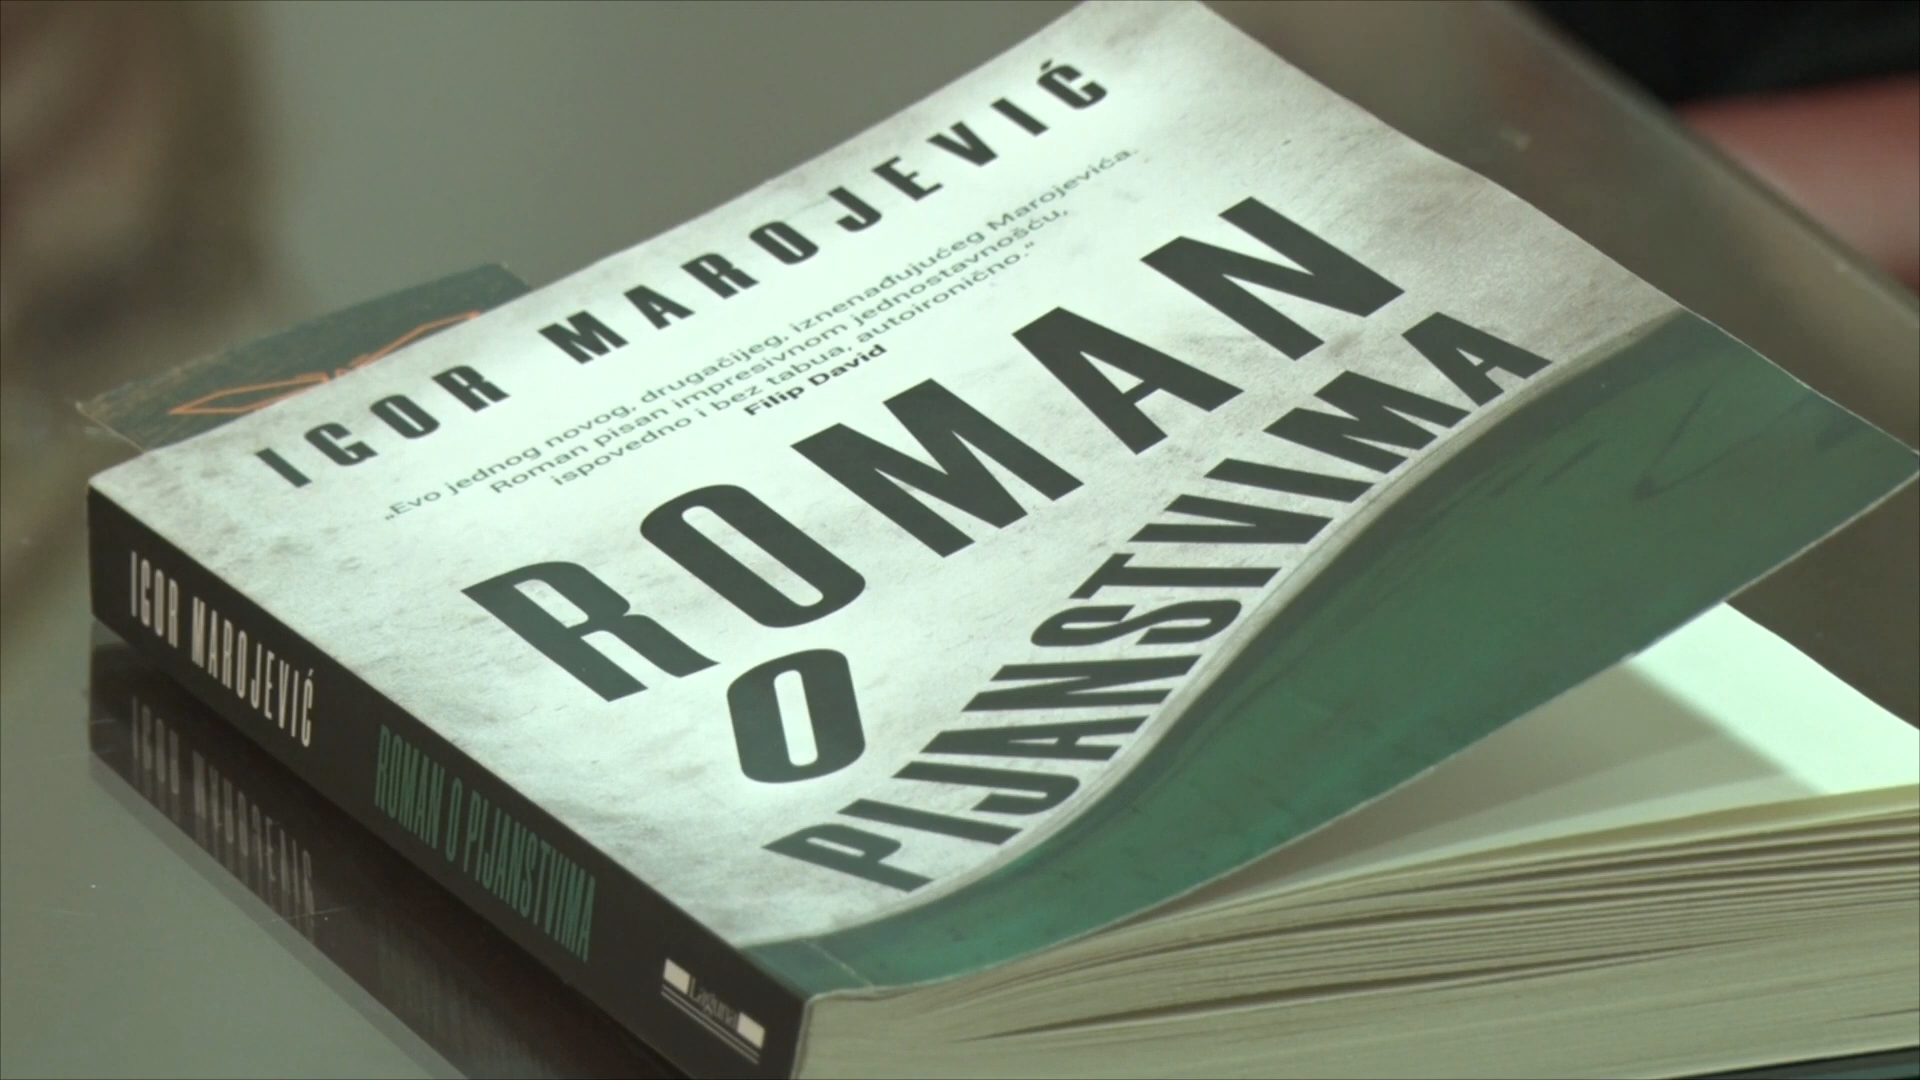 IGOR MAROJEVIĆ
„Evo jednog novog, drugačijeg, iznenađujućeg Marojevića.
Roman pisan impresivnom jednostavnošću,
ispovedno i bez tabua, autoironično.“
Filip David
ROMAN
O
PIJANSTVIMA
IGOR MAROJEVIĆ
ROMAN O PIJANSTVIMA
Laguna